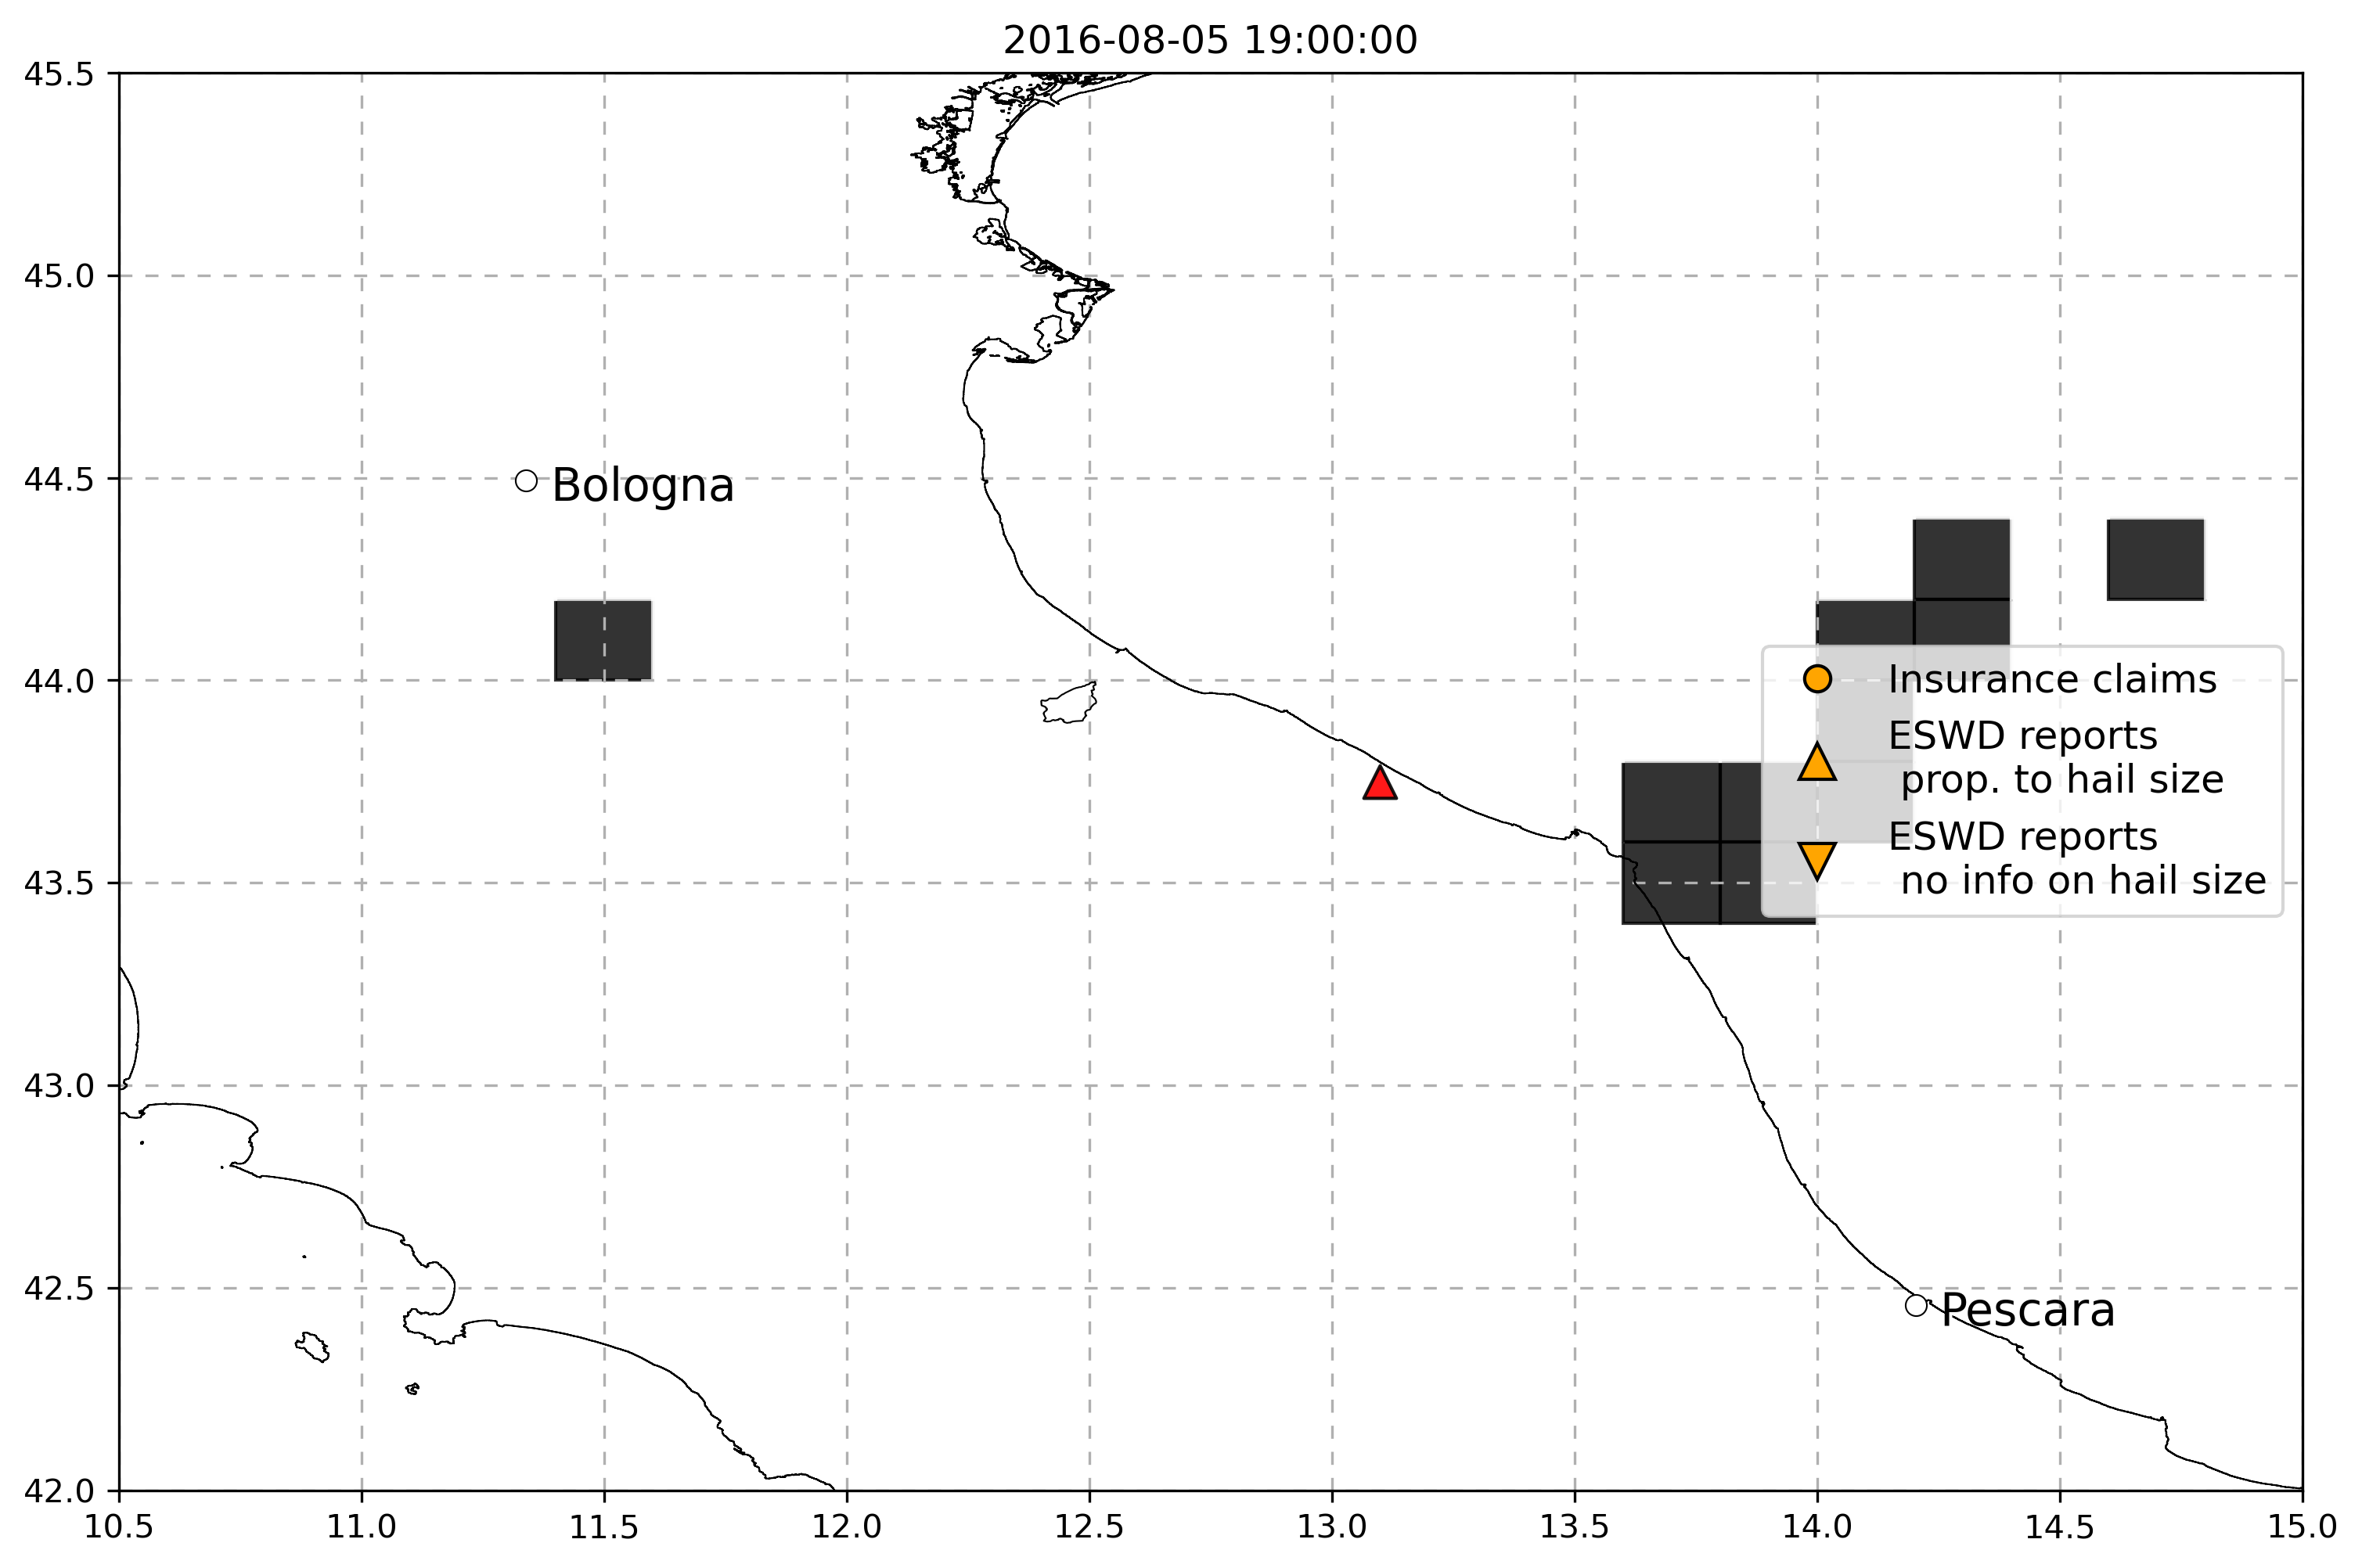 2016-08-05 19:00:00
45.5
45.0
44.5
44.0
43.5
43.0
42.5
42.0
Bologna
Insurance claims
ESWD reports
prop. to hail size
ESWD reports
no info on hail size
Pescara
10.5 11.0 11.5 12.0 12.5 13.0 13.5 14.0 14.5 15.0